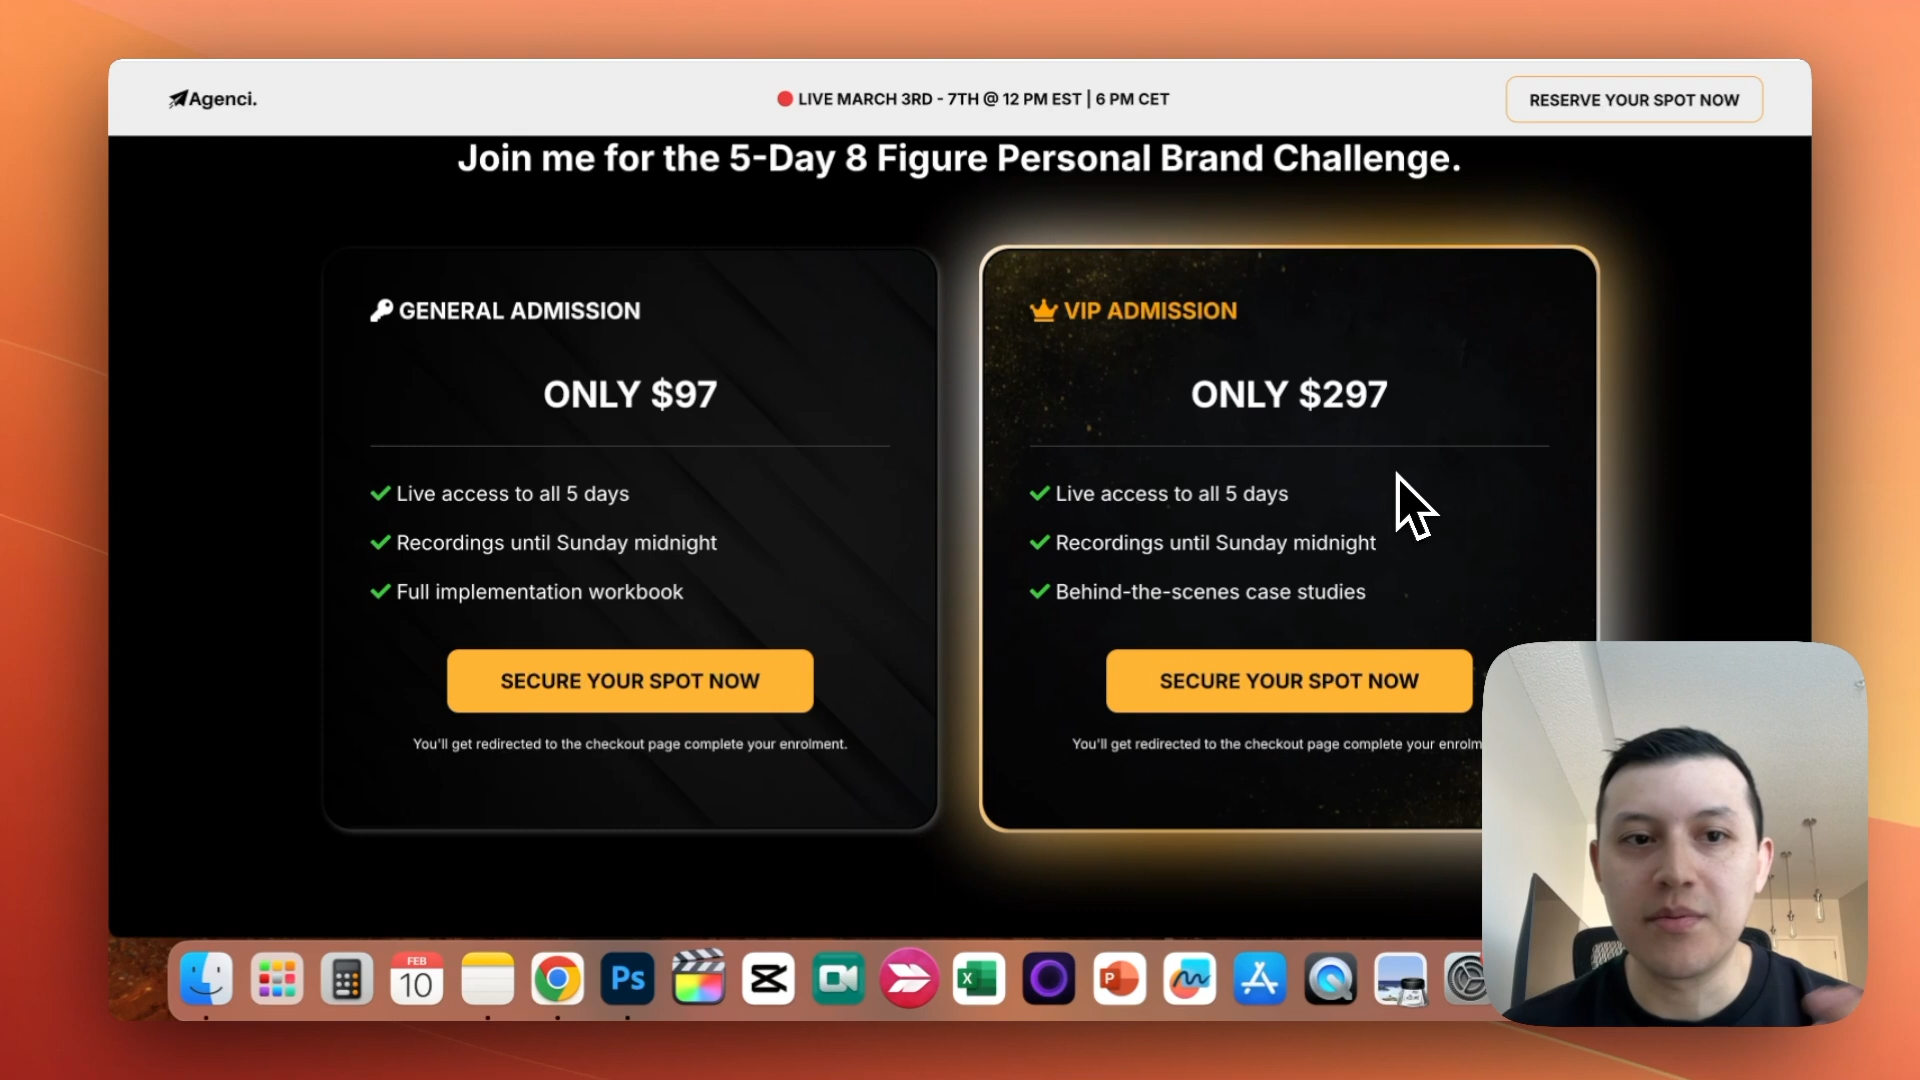 Agenci.
LIVE MARCH 3RD - 7TH @ 12 PM EST | 6 PM CET
RESERVE YOUR SPOT NOW
Join me for the 5-Day 8 Figure Personal Brand Challenge.
GENERAL ADMISSION
ONLY $97
Live access to all 5 days
Recordings until Sunday midnight
Full implementation workbook
SECURE YOUR SPOT NOW
You'll get redirected to the checkout page complete your enrolment.
VIP ADMISSION
ONLY $297
Live access to all 5 days
Recordings until Sunday midnight
Behind-the-scenes case studies
SECURE YOUR SPOT NOW
You'll get redirected to the checkout page complete your enrolm
FEB
10
Ps
X
P